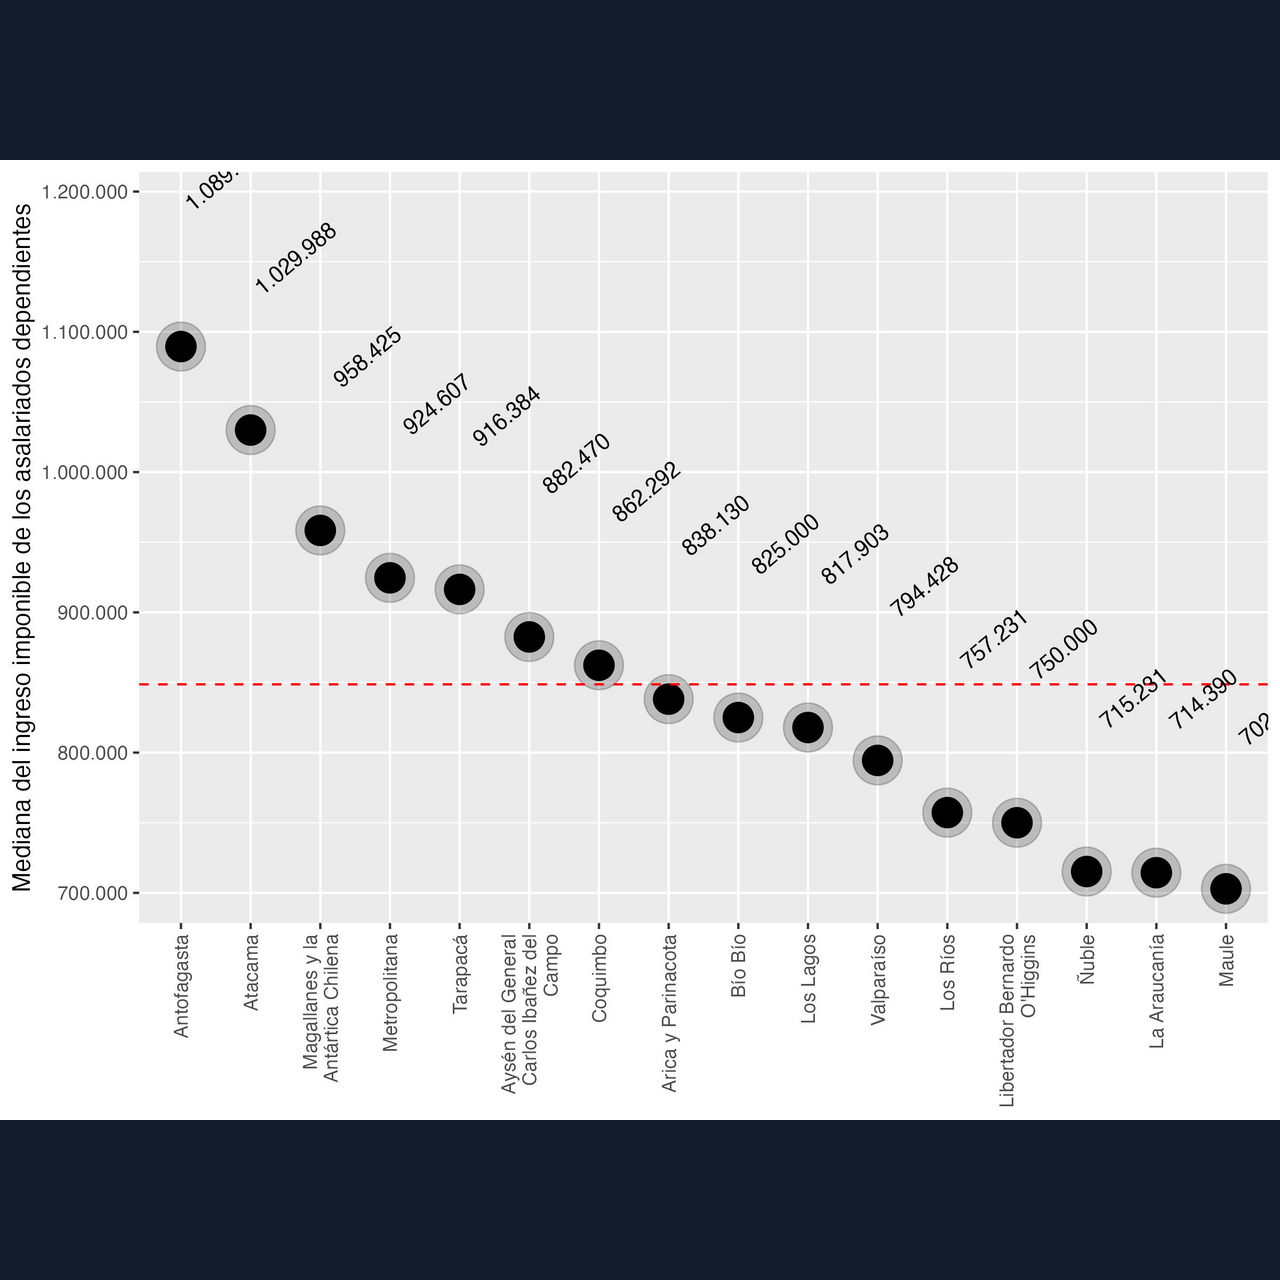 Mediana del ingreso imponible de los asalariados dependientes
1.200.000
1.100.000
1.000.000
900.000
800.000
700.000
1.089.
1.029.988
958.425
924.607
916.384
882.470
862.292
838.130
825.000
817.903
794.428
757.231
750.000
715.231
714.390
702
Antofagasta
Atacama
Magallanes y la
Antártica Chilena
Metropolitana
Tarapacá
Aysén del General
Carlos Ibañez del
Campo
Coquimbo
Arica y Parinacota
Bío Bío
Los Lagos
Valparaíso
Los Ríos
Libertador Bernardo
O'Higgins
Ñuble
La Araucanía
Maule